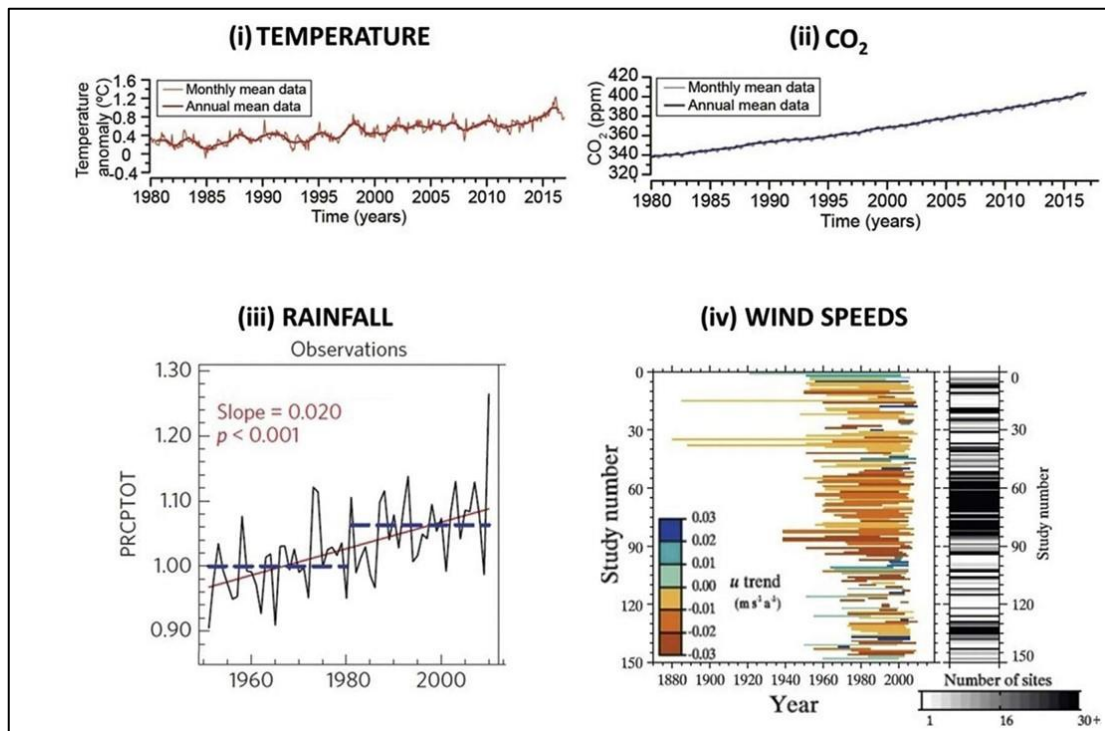 (i) TEMPERATURE
Temperature
anomaly (ºC)
1.6
1.2
0.8
0.4
0
-0.4
Monthly mean data
Annual mean data
1980 1985 1990 1995 2000 2005 2010 2015
Time (years)
(ii) CO₂
CO₂ (ppm)
420
400
380
360
340
320
Monthly mean data
Annual mean data
1980 1985 1990 1995 2000 2005 2010 2015
Time (years)
(iii) RAINFALL
Observations
PRCPTOT
1.30
1.20
1.10
1.00
0.90
Slope = 0.020
p < 0.001
1960 1980 2000
(iv) WIND SPEEDS
Study number
0
30
60
90
120
150
0.03
0.02
0.01
0.00
-0.01
-0.02
-0.03
u trend
1880 1900 1920 1940 1960 1980 2000
Year
0
30
60
90
120
150
Study number
Number of sites
1 16 30+